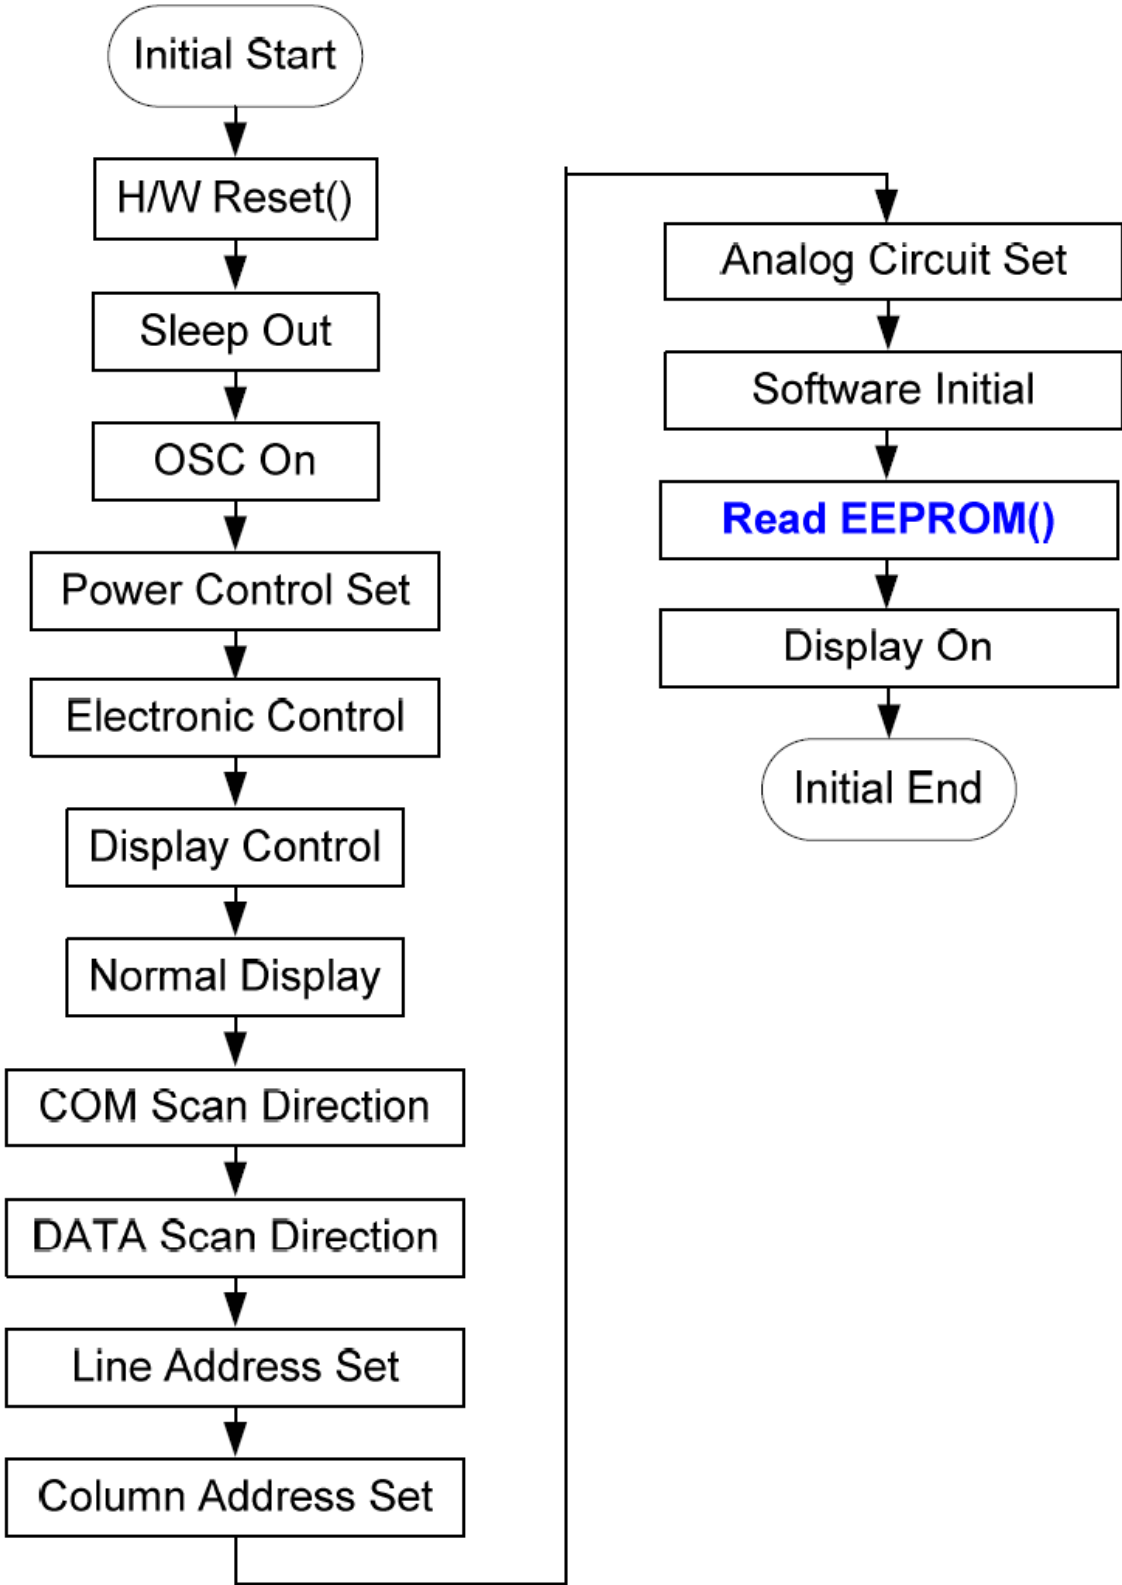 Initial Start
H/W Reset()
Sleep Out
OSC On
Power Control Set
Electronic Control
Display Control
Normal Display
COM Scan Direction
DATA Scan Direction
Line Address Set
Column Address Set
Analog Circuit Set
Software Initial
Read EEPROM()
Display On
Initial End